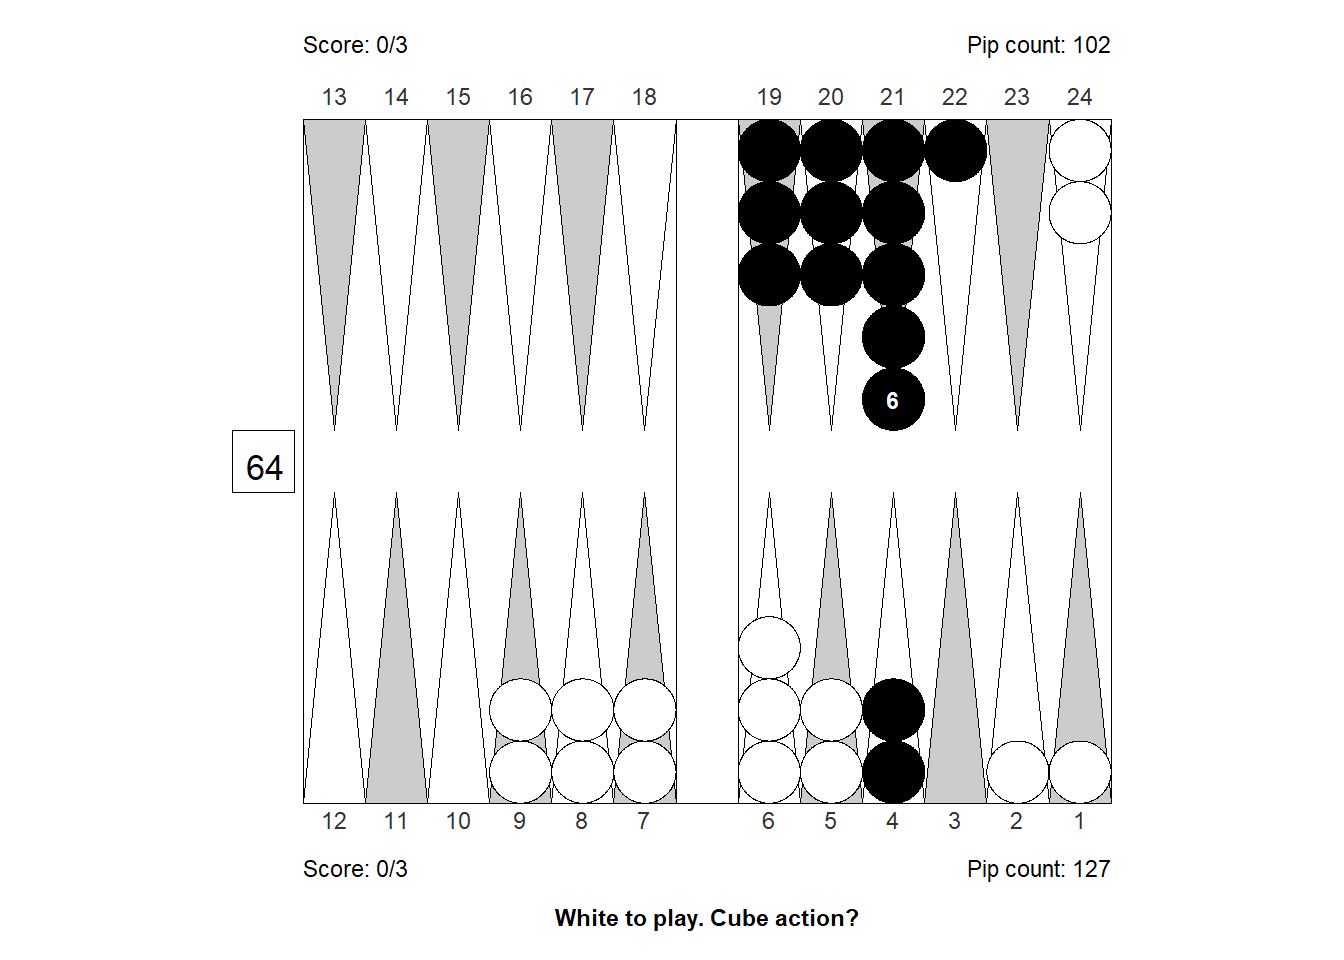 Score: 0/3 Pip count: 102
13 14 15 16 17 18 19 20 21 22 23 24
6
64
12 11 10 9 8 7 6 5 4 3 2 1
Score: 0/3 Pip count: 127
White to play. Cube action?